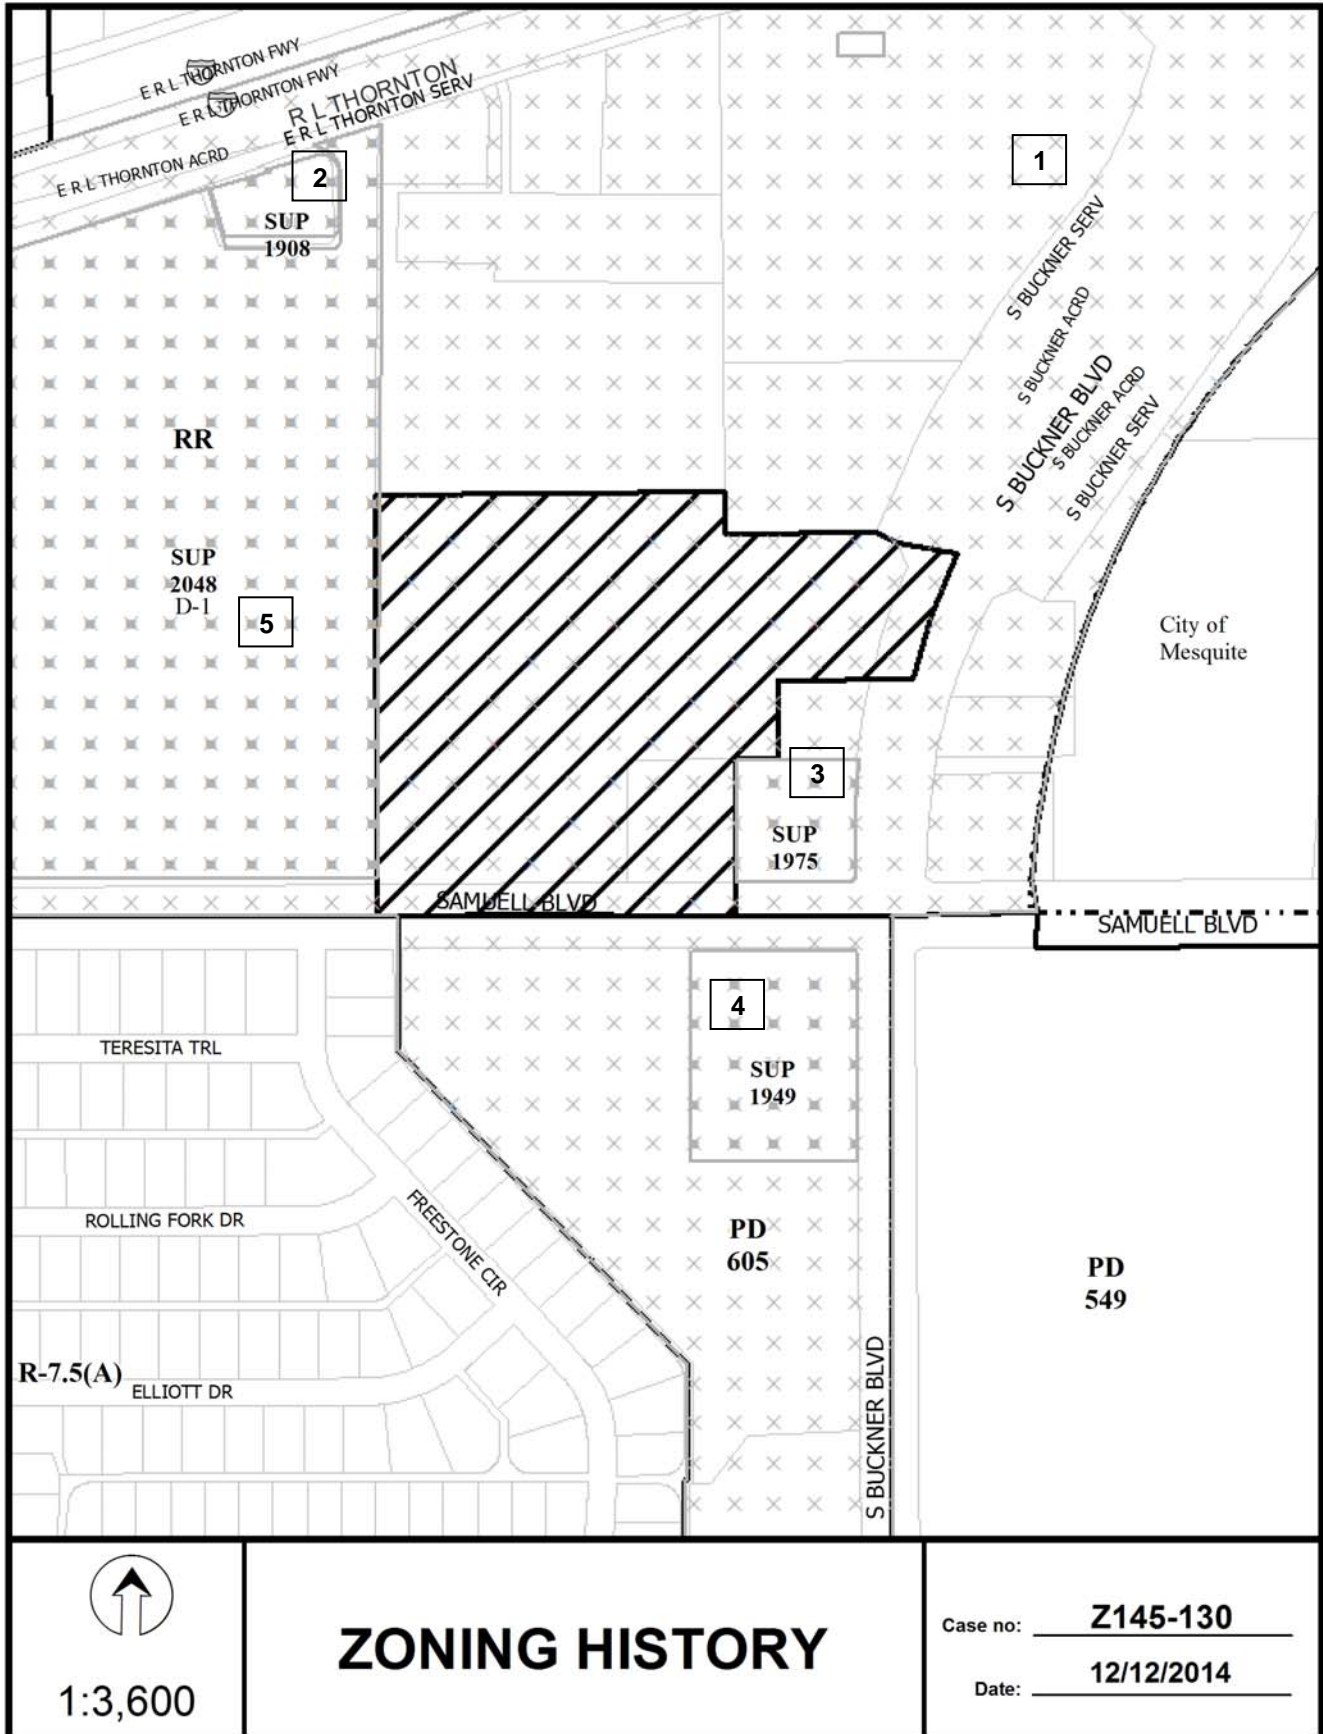 E R L THORNTON FWY
E R L THORNTON FWY
R L THORNTON
E R L THORNTON SERV
E R L THORNTON ACRD
2
SUP
1908
1
S BUCKNER SERV
S BUCKNER ACRD
S BUCKNER BLVD
S BUCKNER ACRD
S BUCKNER SERV
RR
SUP
2048
D-1
5
City of
Mesquite
3
SUP
1975
SAMUELL BLVD
SAMUELL BLVD
4
SUP
1949
TERESITA TRL
ROLLING FORK DR
FREESTONE CIR
PD
605
PD
549
R-7.5(A)
ELLIOTT DR
S BUCKNER BLVD
1:3,600
ZONING HISTORY
Case no: Z145-130
Date: 12/12/2014